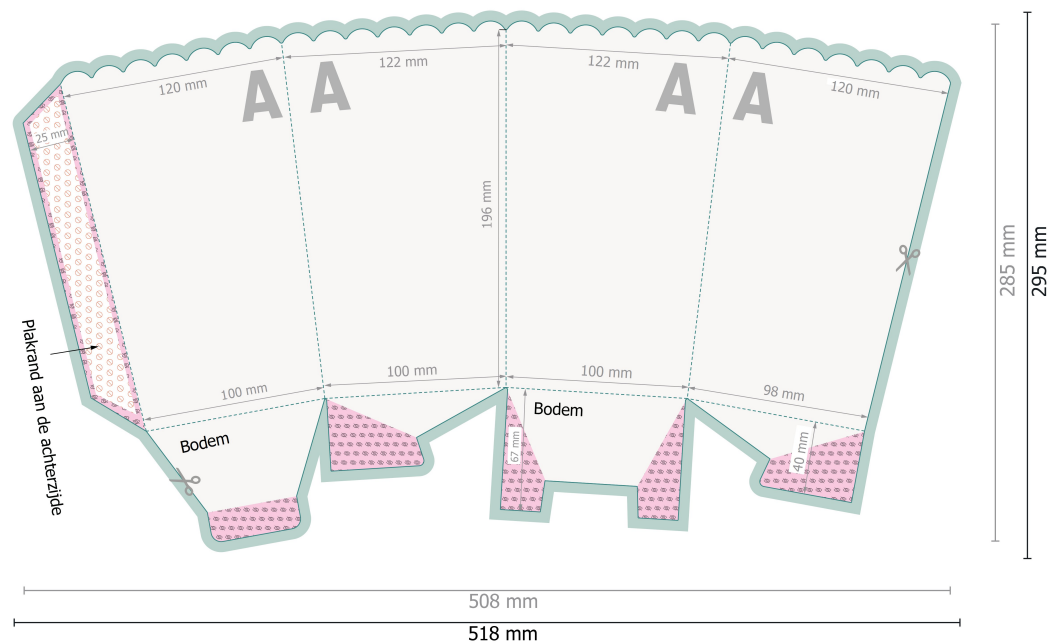 A A A A
120 mm
122 mm
122 mm
120 mm
25 mm
196 mm
285 mm
295 mm
Plakrand aan de achterzijde
100 mm
100 mm
100 mm
98 mm
Bodem
Bodem
67 mm
40 mm
508 mm
518 mm